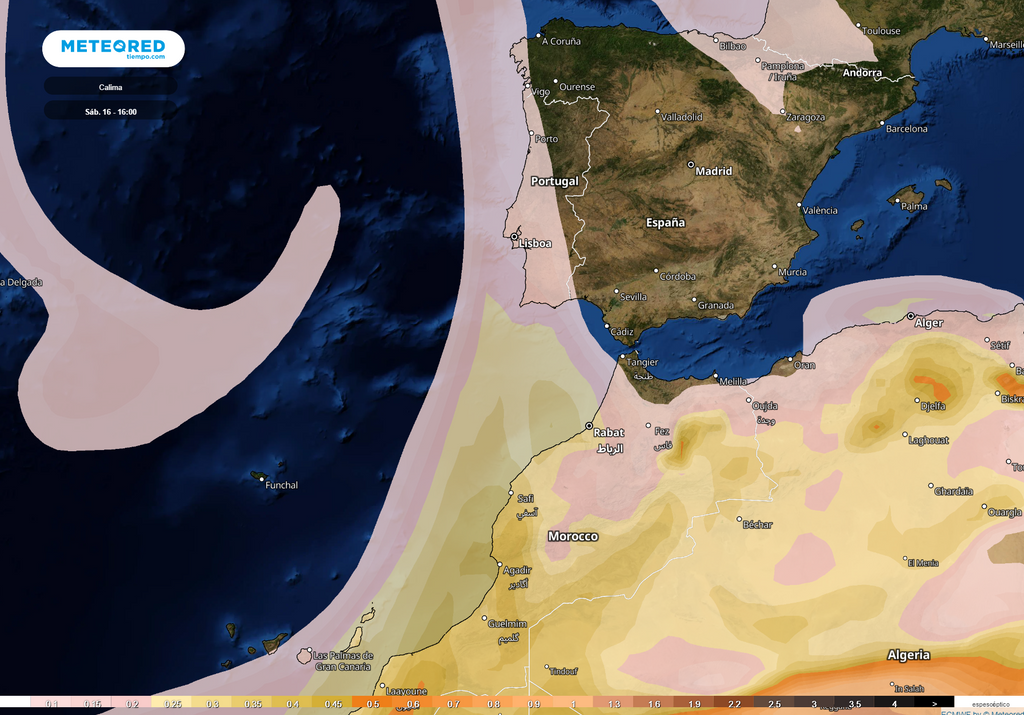 METEORED
tiempo.com
Calima
Sáb. 16 - 16:00
A Coruña
Bilbao
Toulouse
Marseille
Pamplona
/ Iruña
Andorra
Vigo
Ourense
Valladolid
Zaragoza
Barcelona
Porto
Madrid
Portugal
España
València
Palma
Lisboa
a Delgada
Córdoba
Murcia
Sevilla
Granada
Cádiz
Alger
Tangier
طنجة
Oran
Sétif
Melilla
Ba
Djelfa
Biskra
Oujda
وجدة
Rabat
الرباط
Fez
فاس
Laghouat
Tou
Funchal
Safi
آسفي
Ghardaïa
Ouargla
Béchar
Morocco
El Menia
Agadir
أكادير
Guelmim
كلميم
Las Palmas de
Gran Canaria
Tindouf
Algeria
Laayoune
In Salah
0.1 0.15 0.2 0.25 0.3 0.35 0.4 0.45 0.5 0.6 0.7 0.8 0.9 1 1.3 1.6 1.9 2.2 2.5 3 3.5 4 >
espesóptico
ECMWF by © Meteored